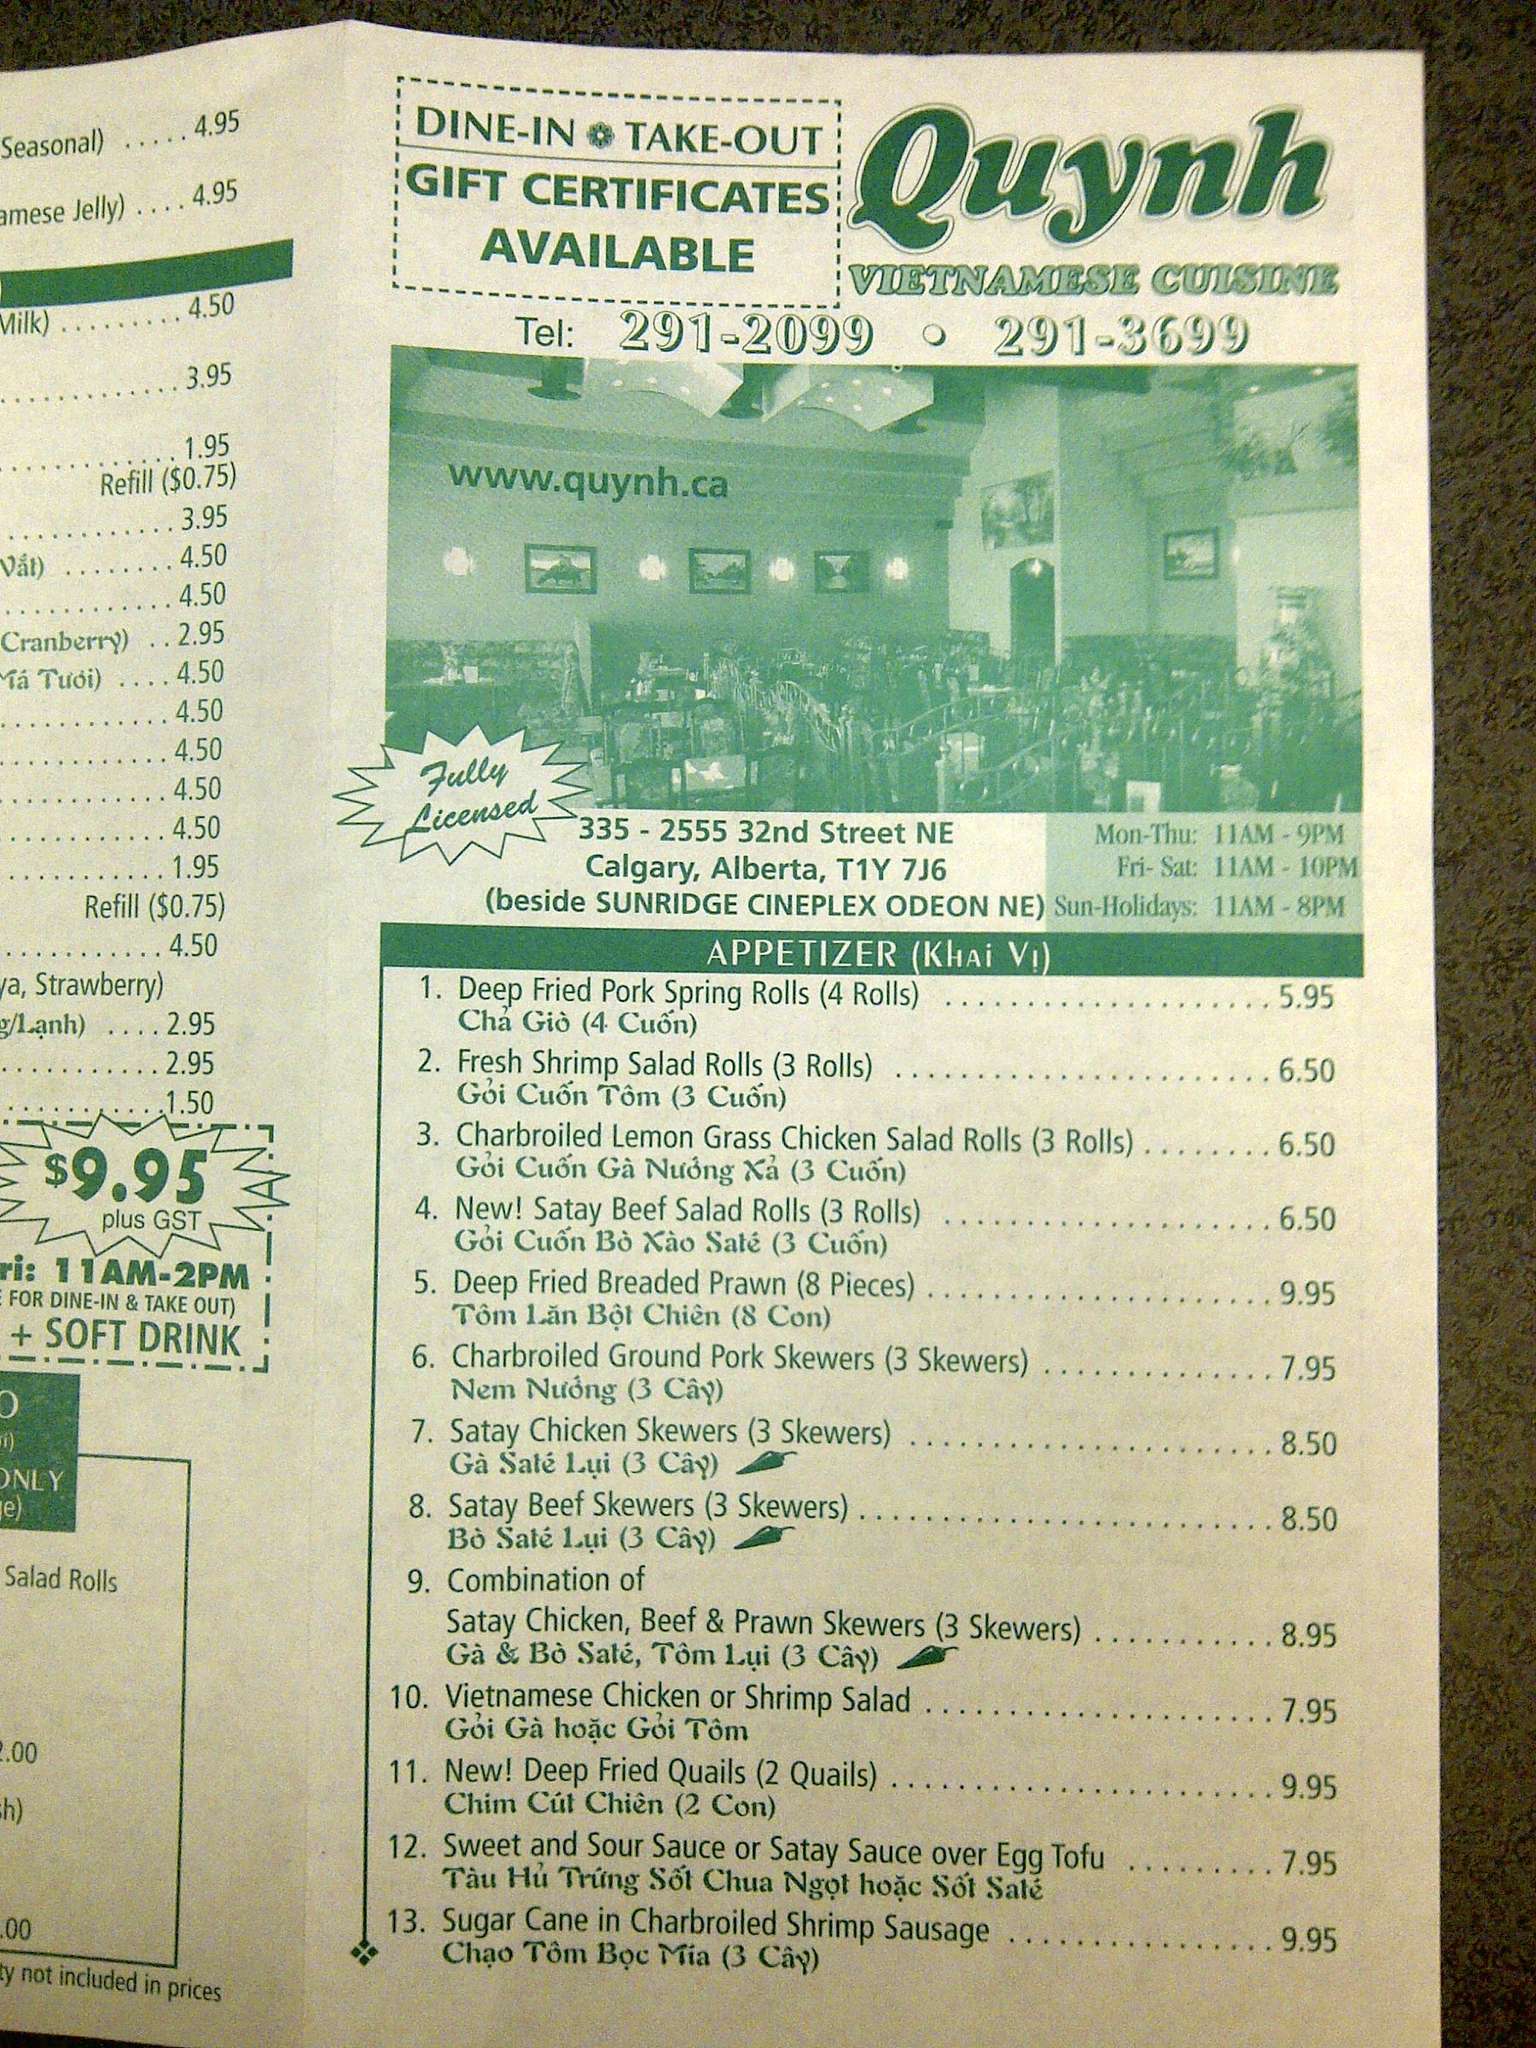 Seasonal) ..... 4.95
amese Jelly) .... 4.95
Milk) ......... 4.50
3.95
1.95
Refill ($0.75)
3.95
Vắt) ........ 4.50
4.50
Cranberry) .. 2.95
Má Tươi) .... 4.50
4.50
4.50
4.50
4.50
1.95
Refill ($0.75)
4.50
ya, Strawberry)
g/Lạnh) .... 2.95
2.95
1.50
$9.95
plus GST
ri: 11AM-2PM
FOR DINE-IN & TAKE OUT)
+ SOFT DRINK
O
ONLY
Salad Rolls
2.00
sh)
.00
ty not included in prices
DINE-IN TAKE-OUT
GIFT CERTIFICATES
AVAILABLE
Quynh
VIETNAMESE CUISINE
Tel: 291-2099 • 291-3699
www.quynh.ca
Fully
Licensed
335 - 2555 32nd Street NE
Calgary, Alberta, T1Y 7J6
(beside SUNRIDGE CINEPLEX ODEON NE)
Mon-Thu: 11AM - 9PM
Fri- Sat: 11AM - 10PM
Sun-Holidays: 11AM - 8PM
APPETIZER (Khai Vị)
1. Deep Fried Pork Spring Rolls (4 Rolls) ..................... 5.95
Chả Giò (4 Cuốn)
2. Fresh Shrimp Salad Rolls (3 Rolls) ........................ 6.50
Gỏi Cuốn Tôm (3 Cuốn)
3. Charbroiled Lemon Grass Chicken Salad Rolls (3 Rolls) ........ 6.50
Gỏi Cuốn Gà Nướng Xả (3 Cuốn)
4. New! Satay Beef Salad Rolls (3 Rolls) ..................... 6.50
Gỏi Cuốn Bò Xào Saté (3 Cuốn)
5. Deep Fried Breaded Prawn (8 Pieces) ...................... 9.95
Tôm Lăn Bột Chiên (8 Con)
6. Charbroiled Ground Pork Skewers (3 Skewers) ............... 7.95
Nem Nướng (3 Cây)
7. Satay Chicken Skewers (3 Skewers) ....................... 8.50
Gà Saté Lụi (3 Cây)
8. Satay Beef Skewers (3 Skewers) .......................... 8.50
Bò Saté Lụi (3 Cây)
9. Combination of
Satay Chicken, Beef & Prawn Skewers (3 Skewers) ............ 8.95
Gà & Bò Saté, Tôm Lụi (3 Cây)
10. Vietnamese Chicken or Shrimp Salad ...................... 7.95
Gỏi Gà hoặc Gỏi Tôm
11. New! Deep Fried Quails (2 Quails) ........................ 9.95
Chim Cút Chiên (2 Con)
12. Sweet and Sour Sauce or Satay Sauce over Egg Tofu ......... 7.95
Tàu Hủ Trứng Sốt Chua Ngọt hoặc Sốt Saté
13. Sugar Cane in Charbroiled Shrimp Sausage ................. 9.95
Chạo Tôm Bọc Mía (3 Cây)